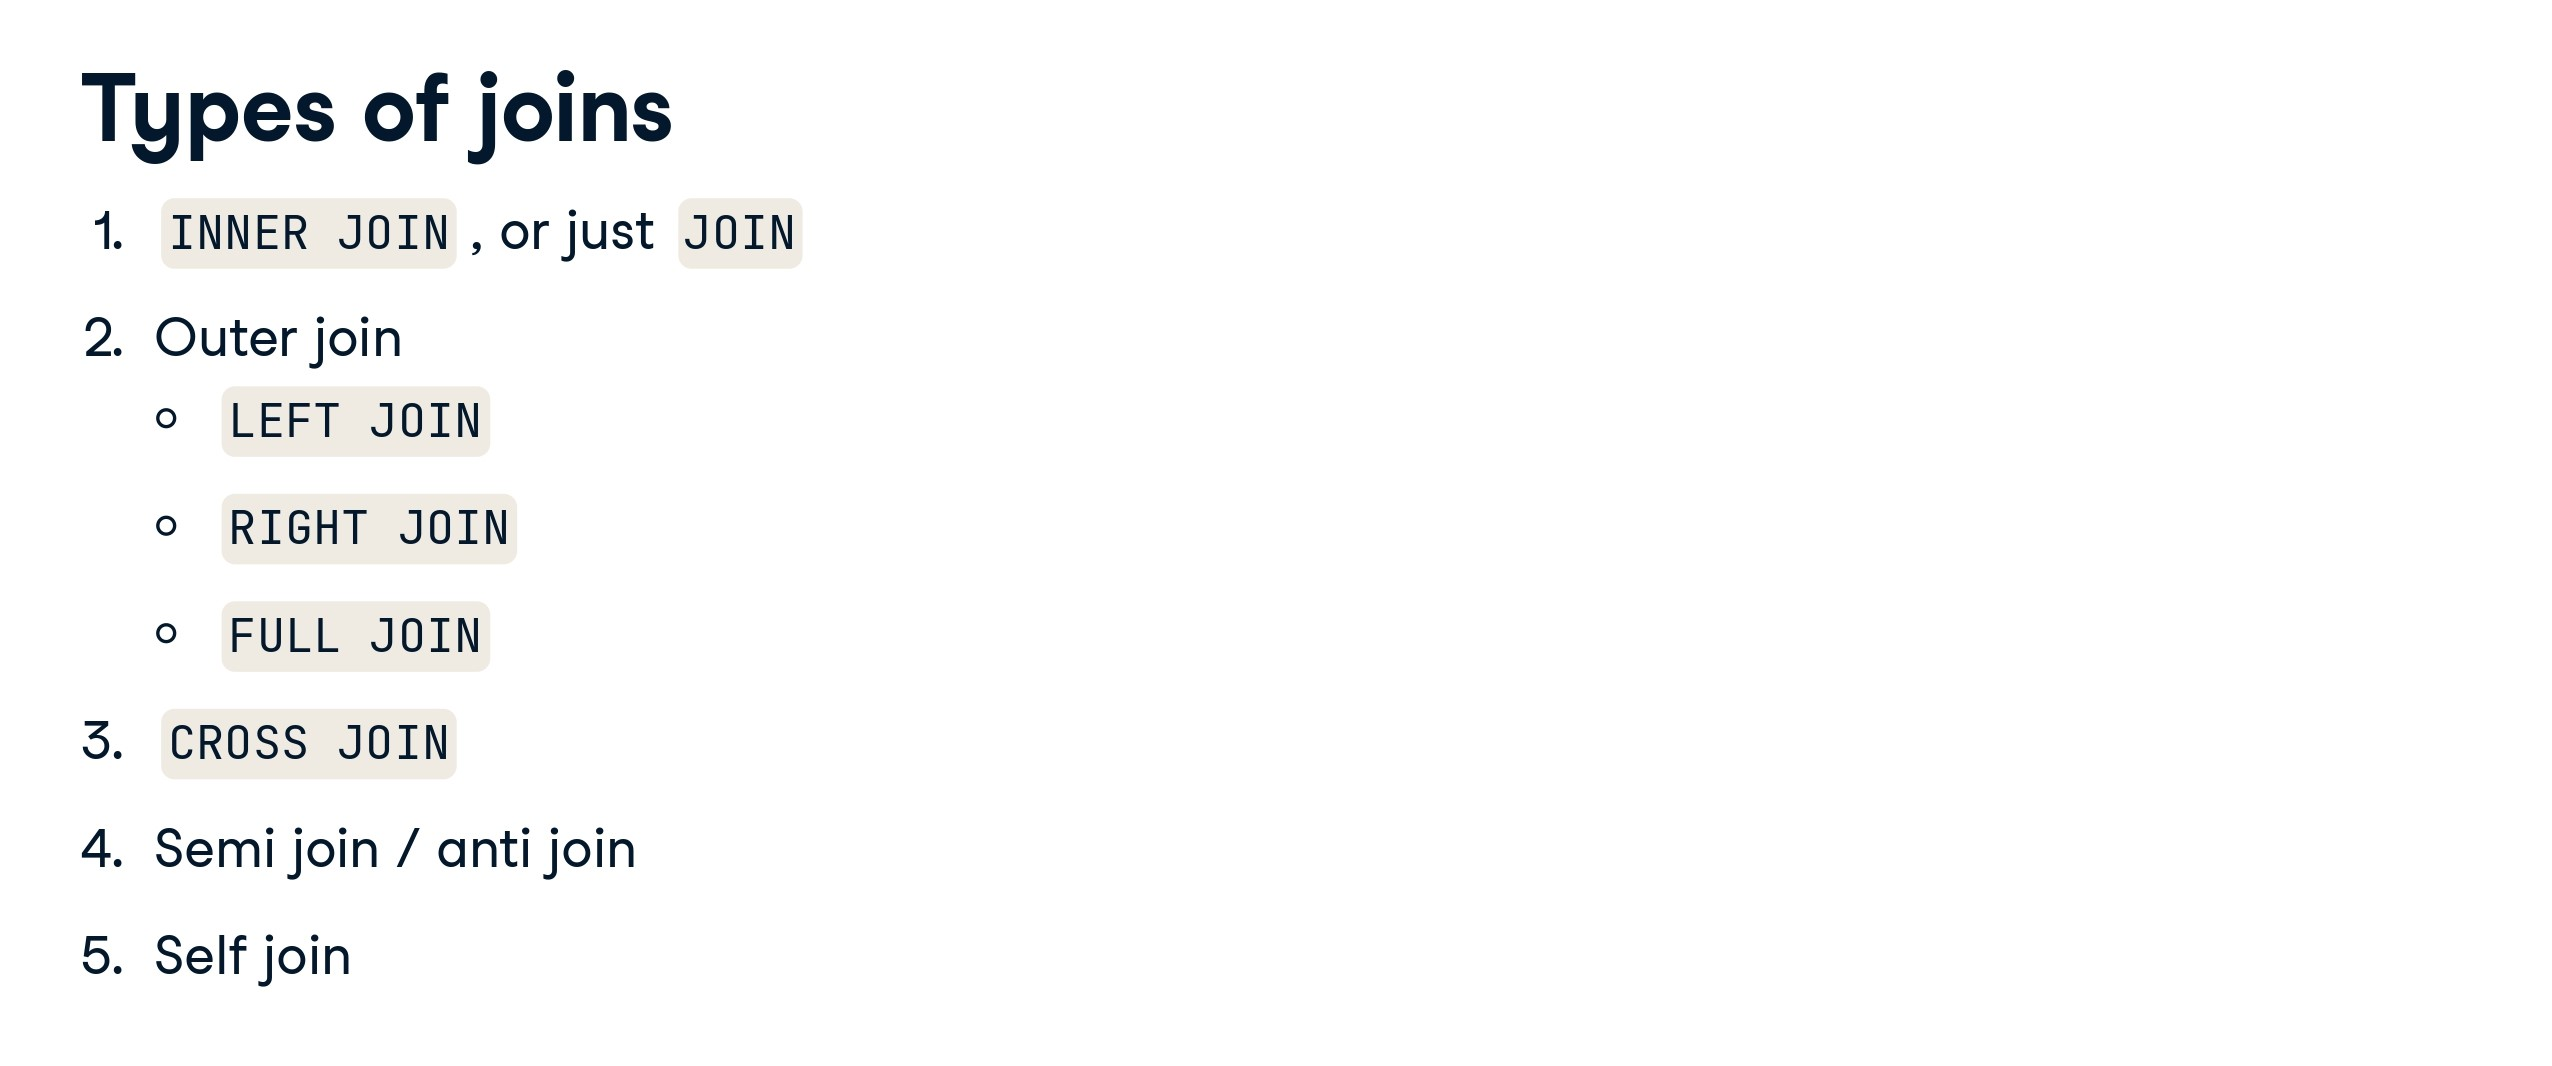 Types of joins
1. INNER JOIN , or just JOIN
2. Outer join
LEFT JOIN
RIGHT JOIN
FULL JOIN
3. CROSS JOIN
4. Semi join / anti join
5. Self join